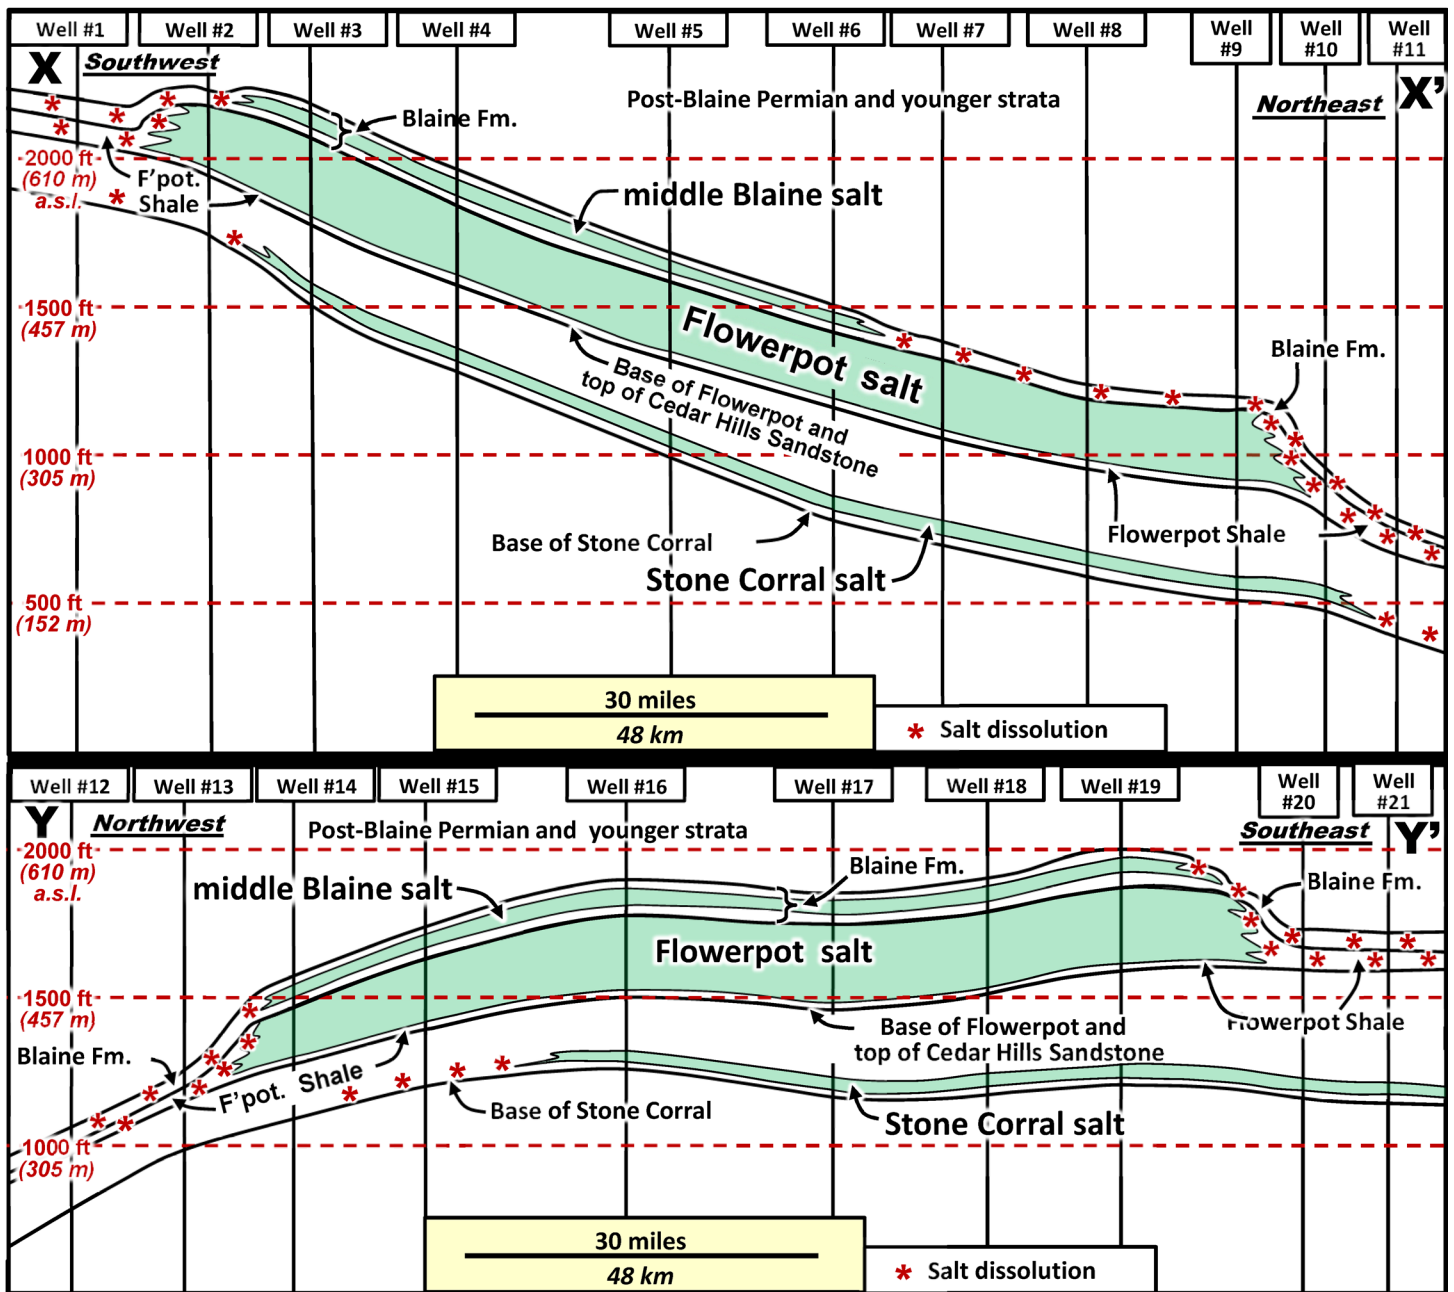 Well #1
Well #2
Well #3
Well #4
Well #5
Well #6
Well #7
Well #8
Well
#9
Well
#10
Well
#11
X
Southwest
Post-Blaine Permian and younger strata
Northeast
X'
Blaine Fm.
2000 ft
(610 m)
a.s.l.
F'pot.
Shale
middle Blaine salt
1500 ft
(457 m)
Flowerpot salt
Blaine Fm.
Base of Flowerpot and
top of Cedar Hills Sandstone
1000 ft
(305 m)
Base of Stone Corral
Flowerpot Shale
Stone Corral salt
500 ft
(152 m)
30 miles
48 km
* Salt dissolution
Well #12
Well #13
Well #14
Well #15
Well #16
Well #17
Well #18
Well #19
Well
#20
Well
#21
Y
Northwest
Post-Blaine Permian and younger strata
Southeast
Y'
2000 ft
(610 m)
a.s.l.
middle Blaine salt
Blaine Fm.
Blaine Fm.
Flowerpot salt
1500 ft
(457 m)
Base of Flowerpot and
top of Cedar Hills Sandstone
Flowerpot Shale
Blaine Fm.
F'pot. Shale
Base of Stone Corral
Stone Corral salt
1000 ft
(305 m)
30 miles
48 km
* Salt dissolution